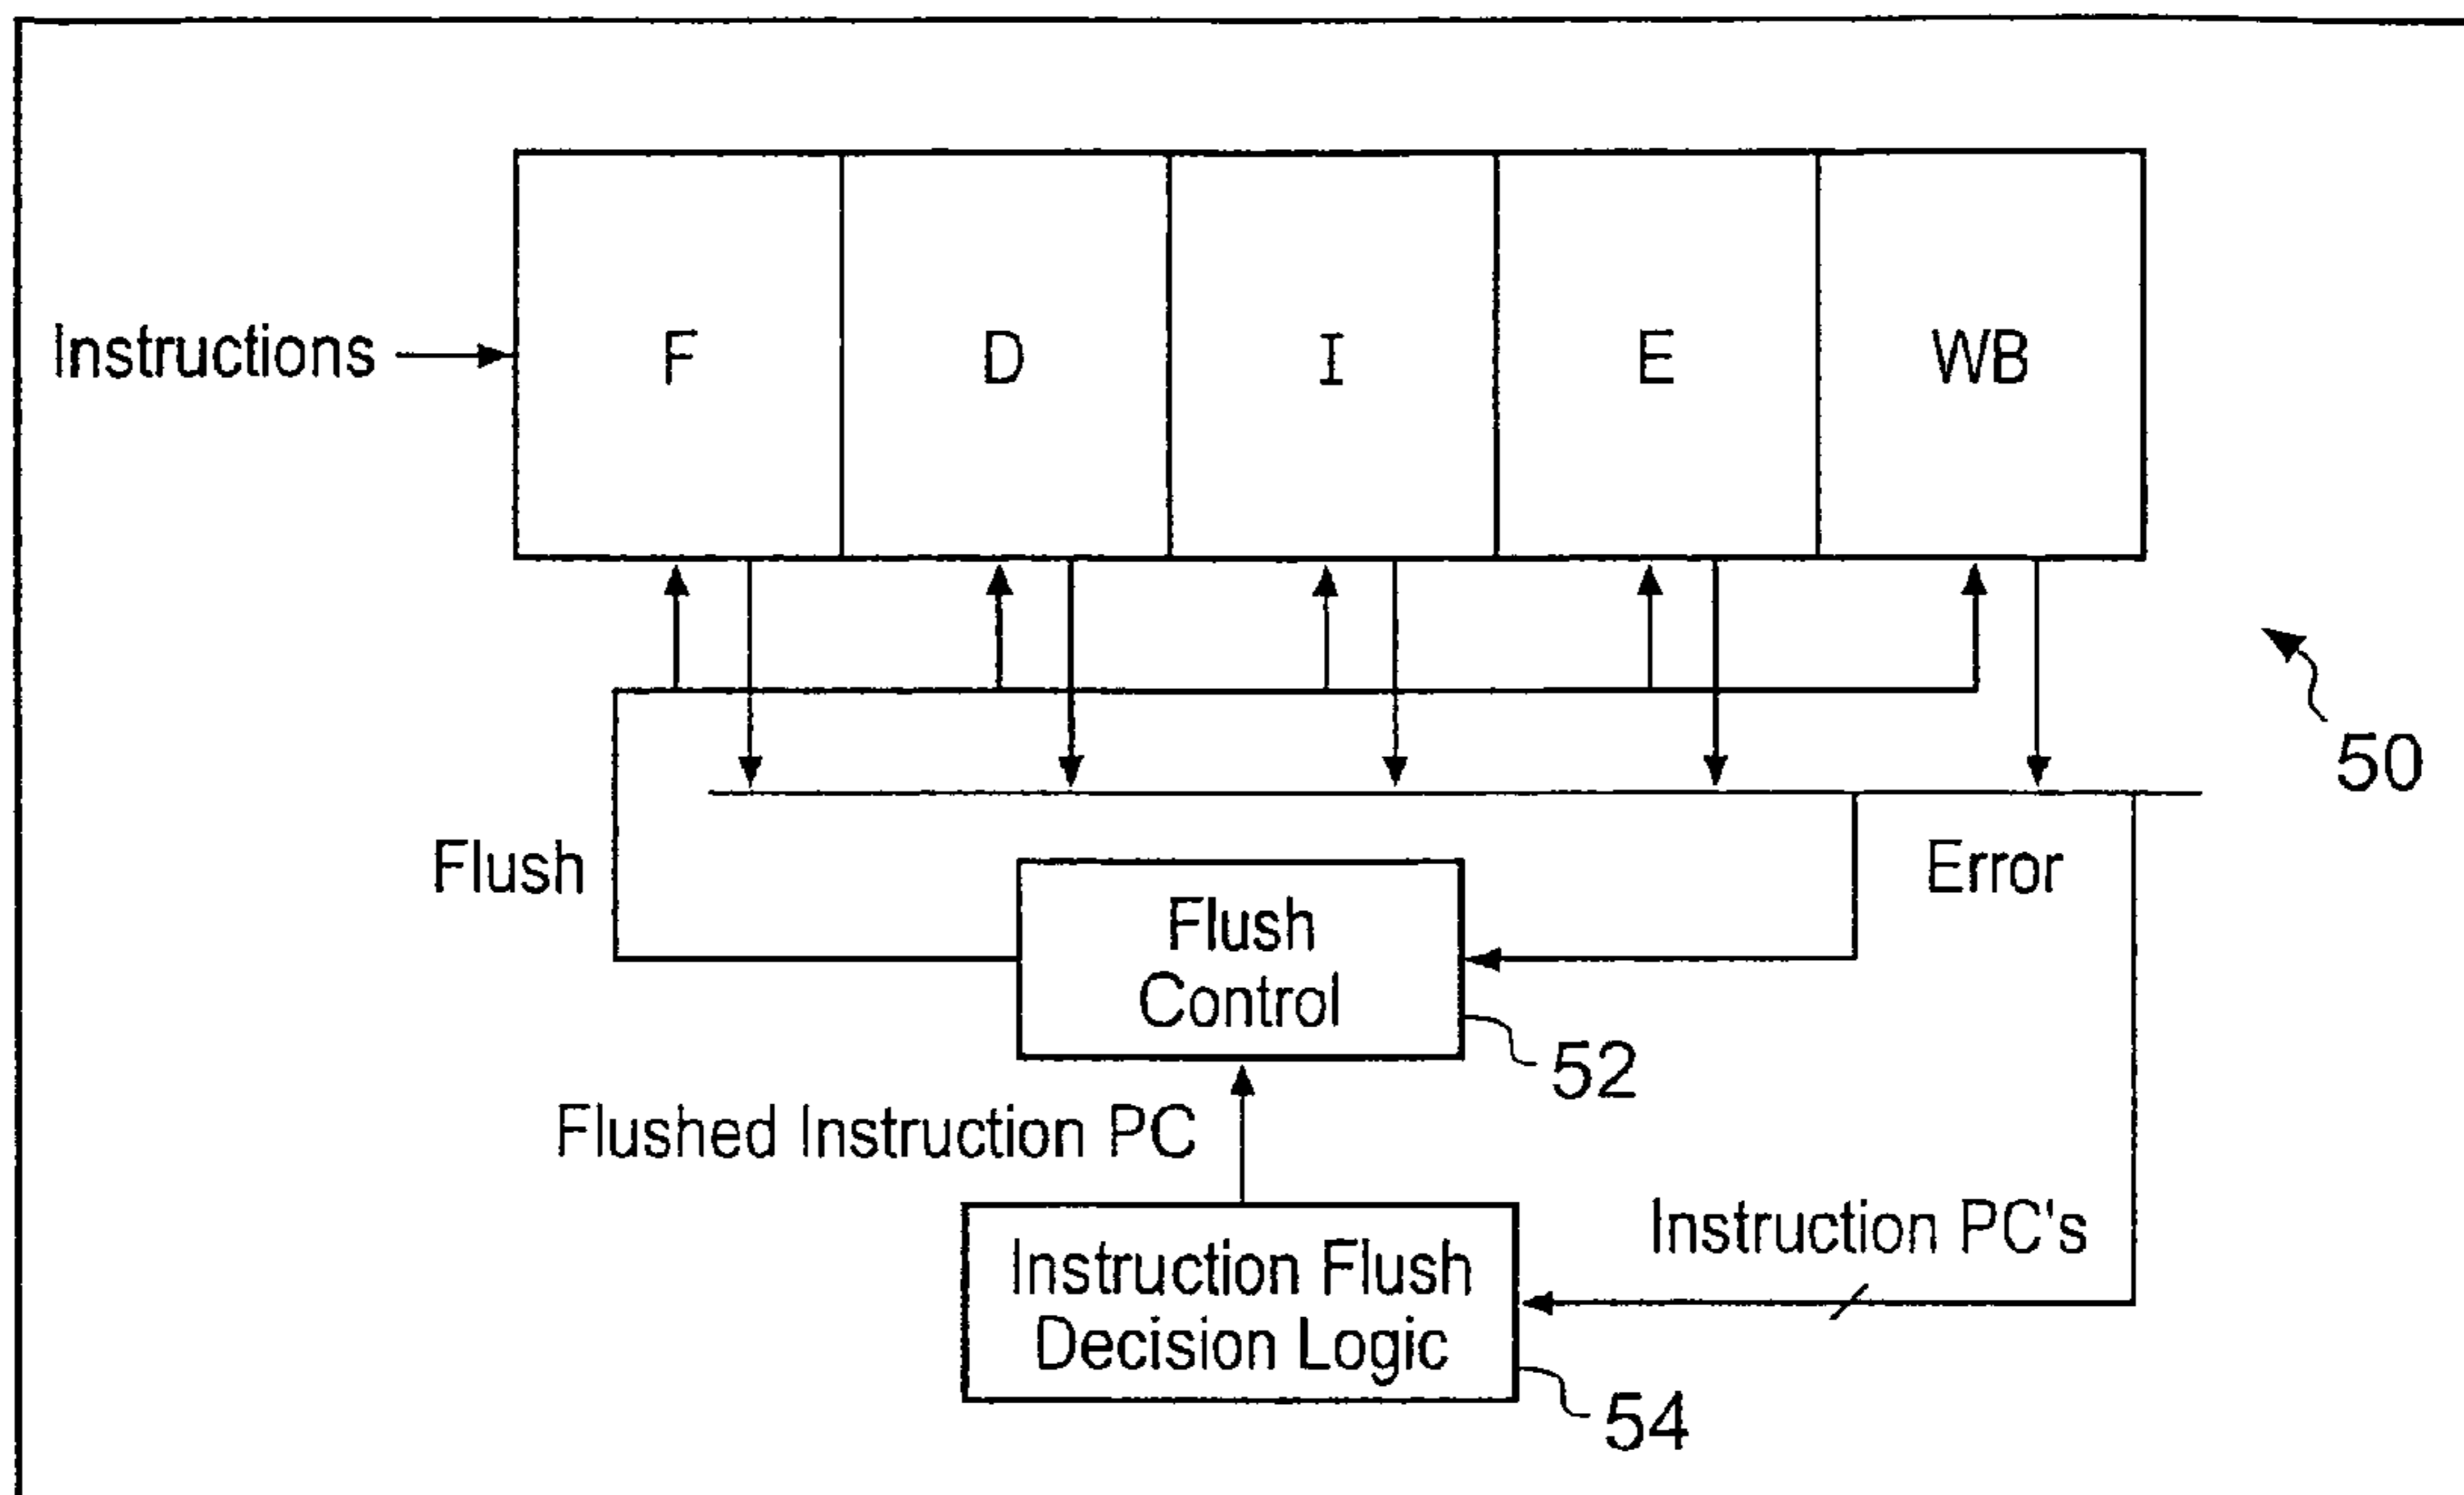 Instructions
F
D
I
E
WB
50
Flush
Error
Flush
Control
52
Flushed Instruction PC
Instruction PC's
Instruction Flush
Decision Logic
54